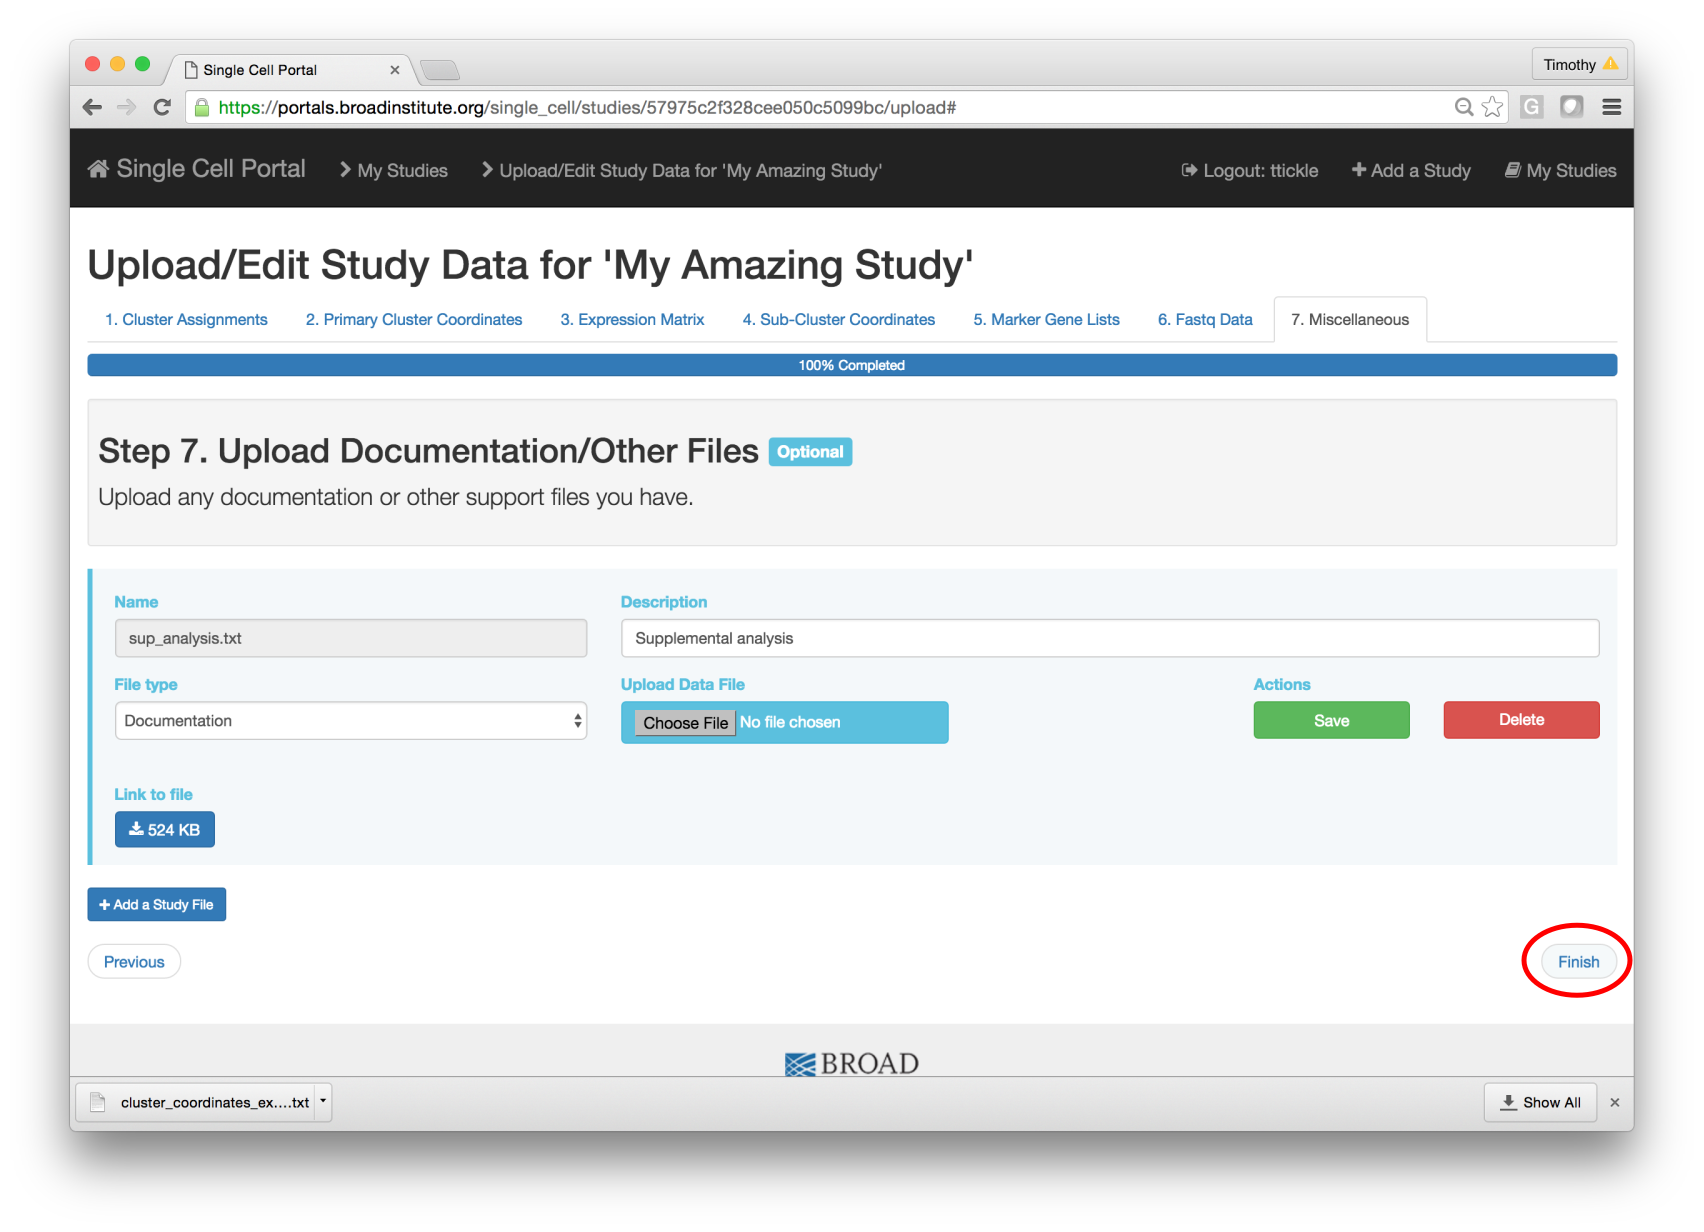 Single Cell Portal
Timothy
https://portals.broadinstitute.org/single_cell/studies/57975c2f328cee050c5099bc/upload#
G
Single Cell Portal My Studies Upload/Edit Study Data for 'My Amazing Study' Logout: ttickle Add a Study My Studies
Upload/Edit Study Data for 'My Amazing Study'
1. Cluster Assignments 2. Primary Cluster Coordinates 3. Expression Matrix 4. Sub-Cluster Coordinates 5. Marker Gene Lists 6. Fastq Data 7. Miscellaneous
100% Completed
Step 7. Upload Documentation/Other Files Optional
Upload any documentation or other support files you have.
Name Description
sup_analysis.txt Supplemental analysis
File type Upload Data File Actions
Documentation Choose File No file chosen Save Delete
Link to file
524 KB
+ Add a Study File
Previous Finish
BROAD
cluster_coordinates_ex....txt Show All